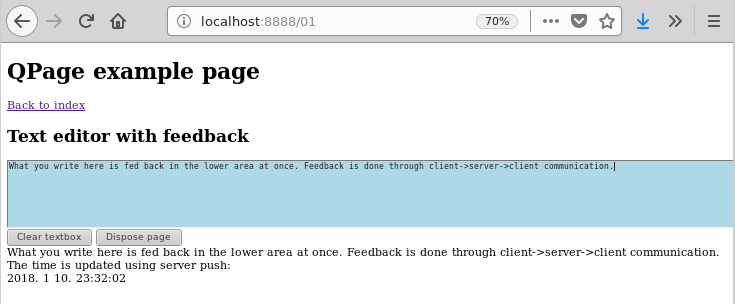 localhost:8888/01
70%
QPage example page
Back to index
Text editor with feedback
What you write here is fed back in the lower area at once. Feedback is done through client->server->client communication.
Clear textbox Dispose page
What you write here is fed back in the lower area at once. Feedback is done through client->server->client communication.
The time is updated using server push:
2018. 1 10. 23:32:02